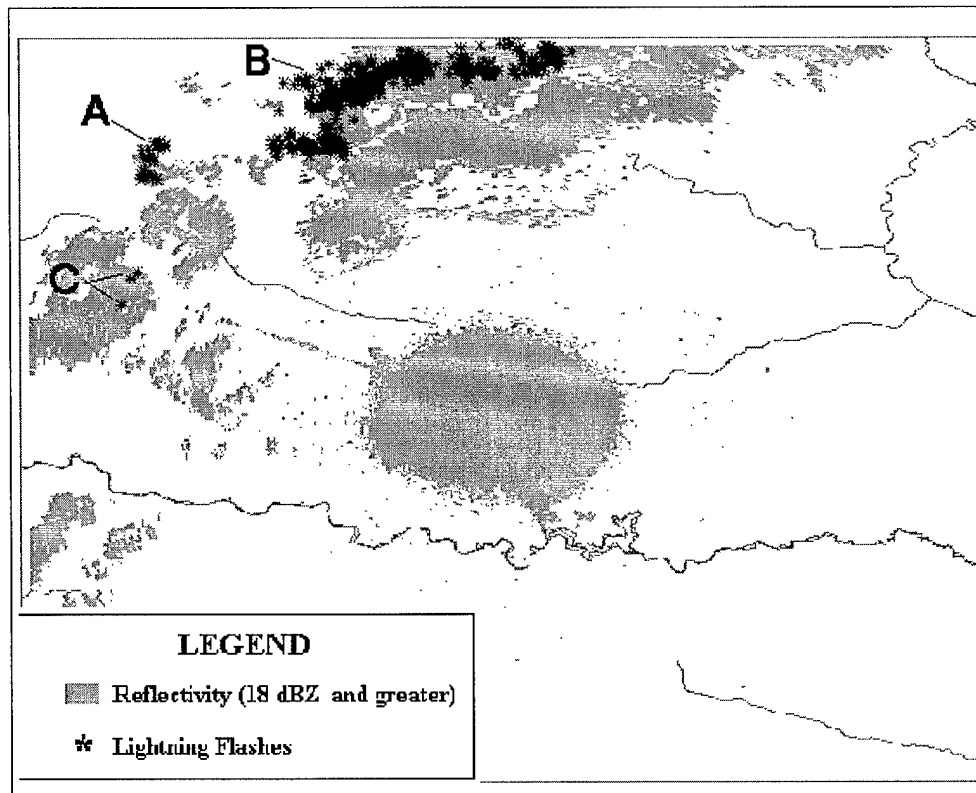 B
A
C
LEGEND
Reflectivity (18 dBZ and greater)
Lightning Flashes